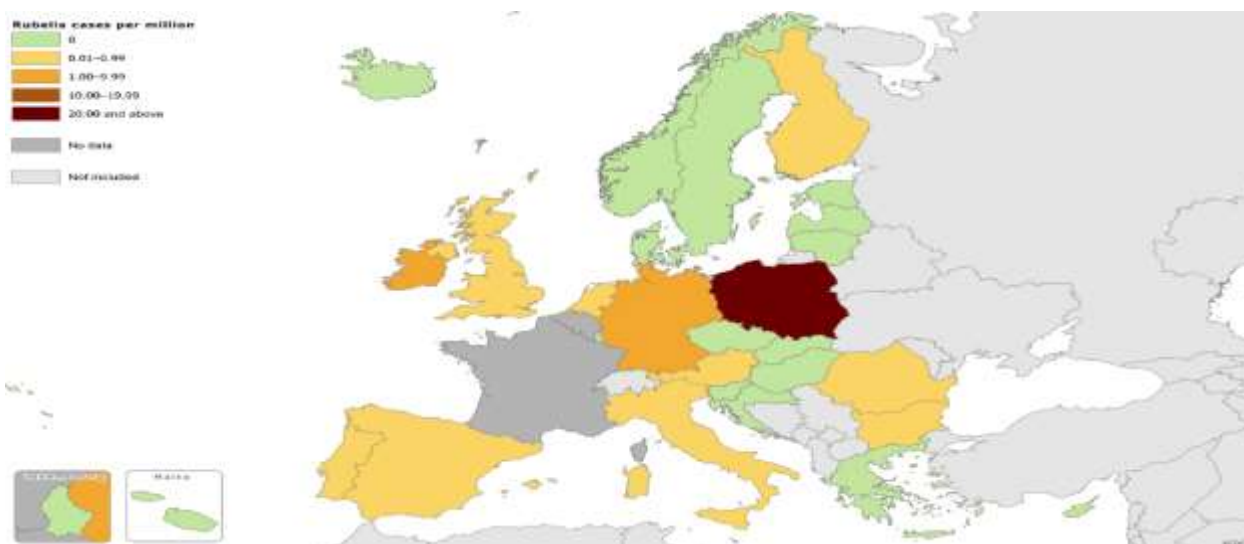 Rubella cases per million
0
0.01–0.99
1.00–9.99
10.00–19.99
20.00 and above
No data
Not included
Malta